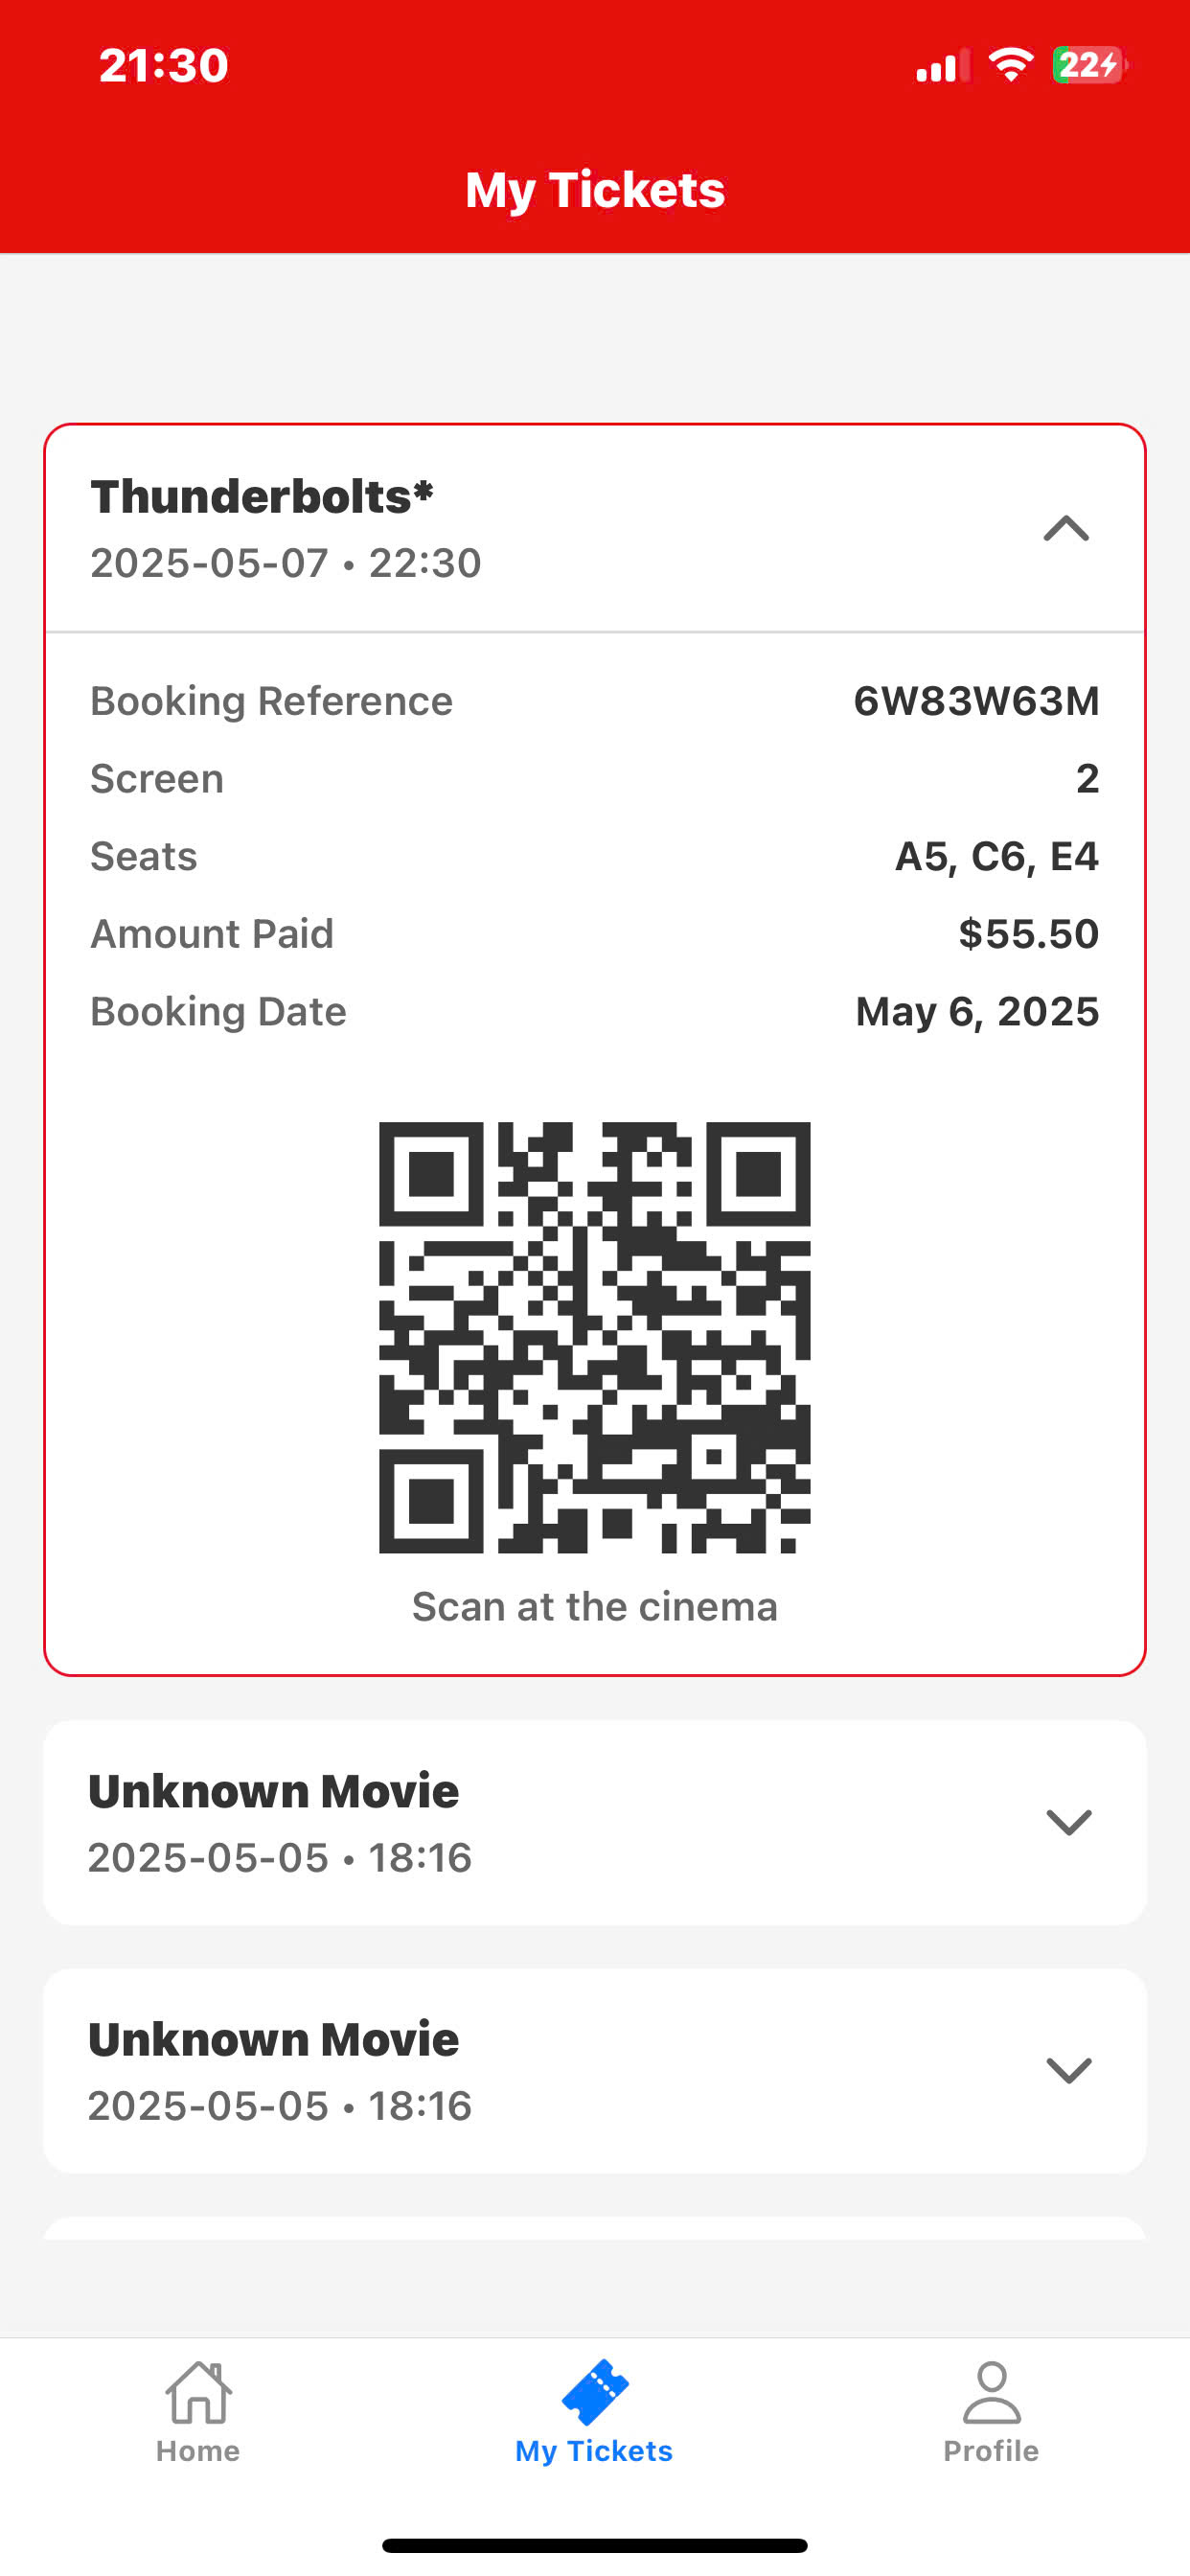 21:30
22
My Tickets
Thunderbolts*
2025-05-07 • 22:30
Booking Reference 6W83W63M
Screen 2
Seats A5, C6, E4
Amount Paid $55.50
Booking Date May 6, 2025
Scan at the cinema
Unknown Movie
2025-05-05 • 18:16
Unknown Movie
2025-05-05 • 18:16
Home My Tickets Profile